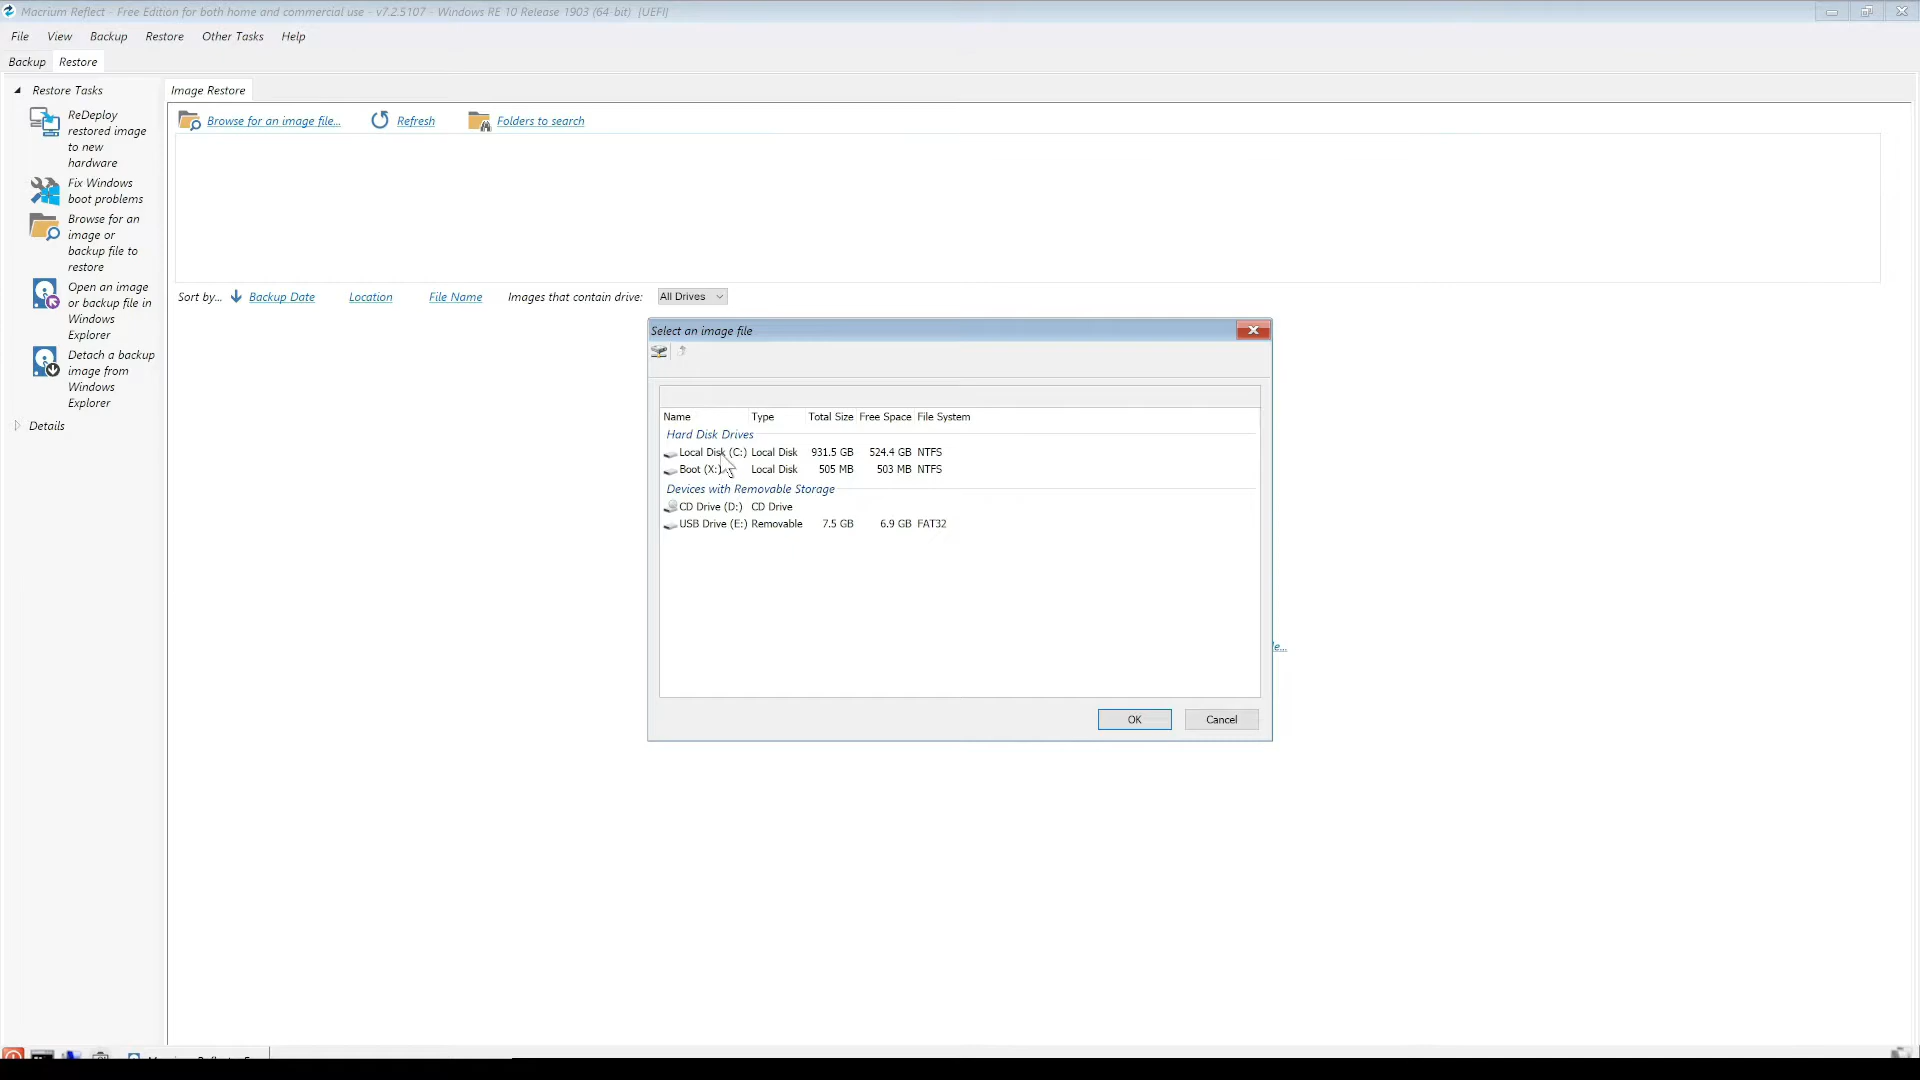 Macrium Reflect - Free Edition for both home and commercial use - v7.2.5107 - Windows RE 10 Release 1903 (64-bit) [UEFI]
File View Backup Restore Other Tasks Help
Backup Restore
Restore Tasks
ReDeploy
restored image
to new
hardware
Fix Windows
boot problems
Browse for an
image or
backup file to
restore
Open an image
or backup file in
Windows
Explorer
Detach a backup
image from
Windows
Explorer
Details
Image Restore
Browse for an image file... Refresh Folders to search
Sort by... Backup Date Location File Name Images that contain drive: All Drives
Select an image file
Name Type Total Size Free Space File System
Hard Disk Drives
Local Disk (C:) Local Disk 931.5 GB 524.4 GB NTFS
Boot (X:) Local Disk 505 MB 503 MB NTFS
Devices with Removable Storage
CD Drive (D:) CD Drive
USB Drive (E:) Removable 7.5 GB 6.9 GB FAT32
OK Cancel